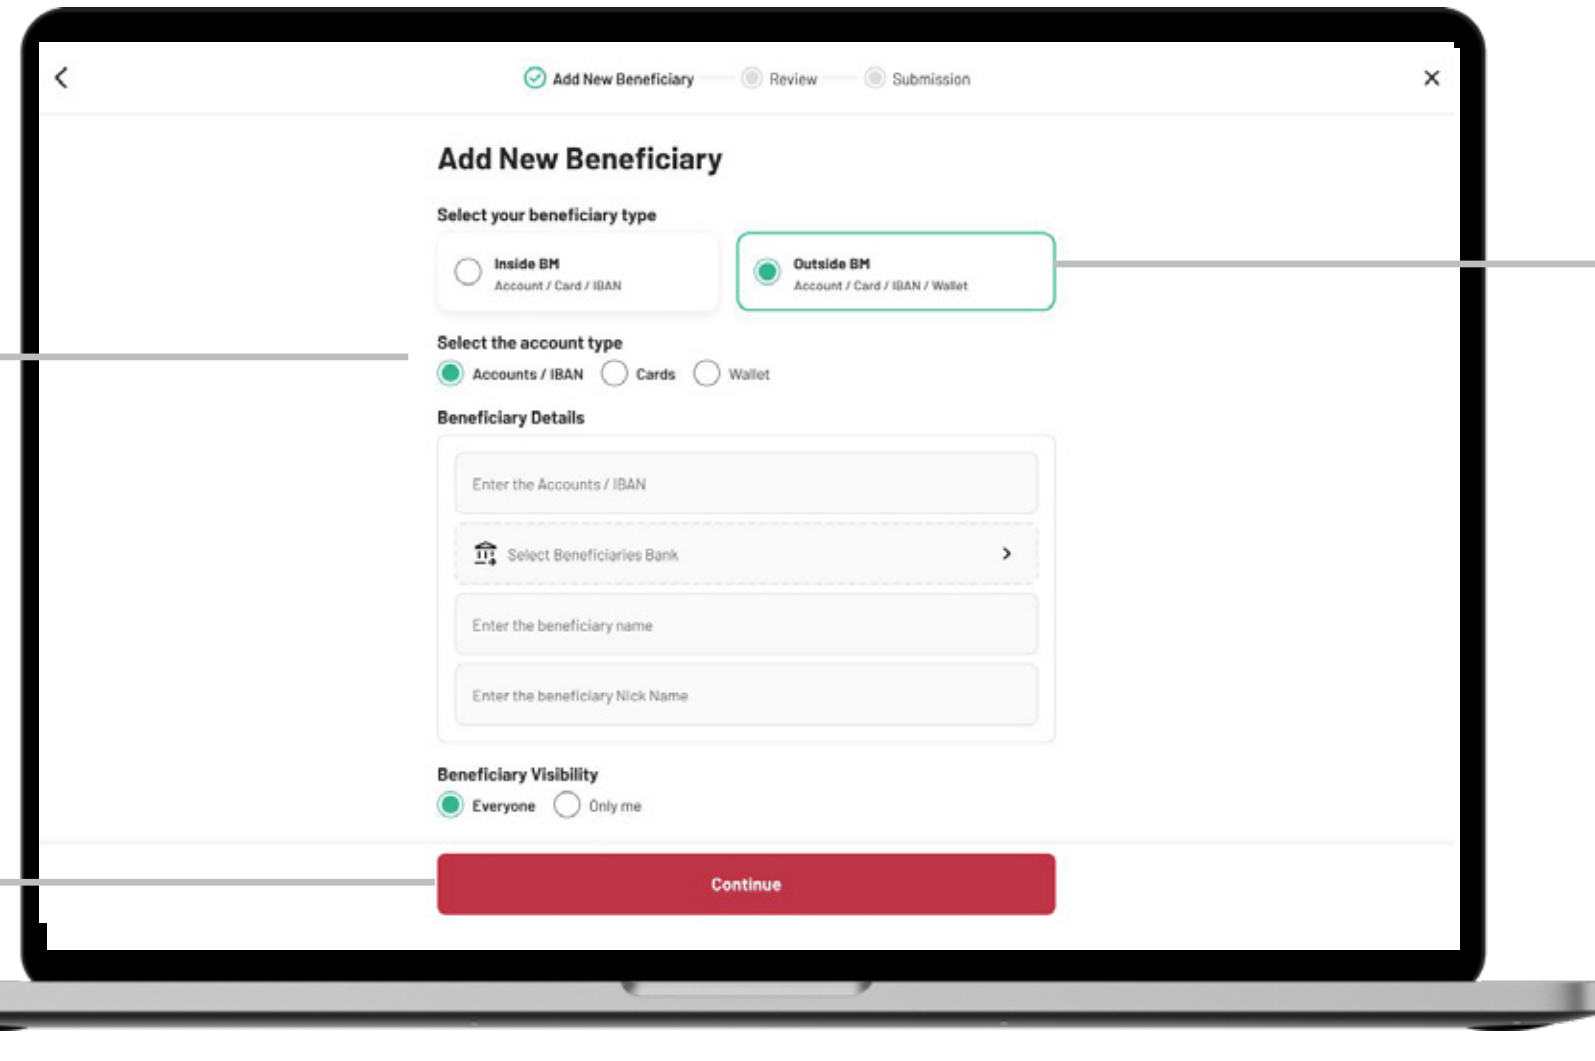 Add New Beneficiary
Review
Submission
Add New Beneficiary
Select your beneficiary type
Inside BM
Account / Card / IBAN
Outside BM
Account / Card / IBAN / Wallet
Select the account type
Accounts / IBAN
Cards
Wallet
Beneficiary Details
Enter the Accounts / IBAN
Select Beneficiaries Bank
Enter the beneficiary name
Enter the beneficiary Nick Name
Beneficiary Visibility
Everyone
Only me
Continue